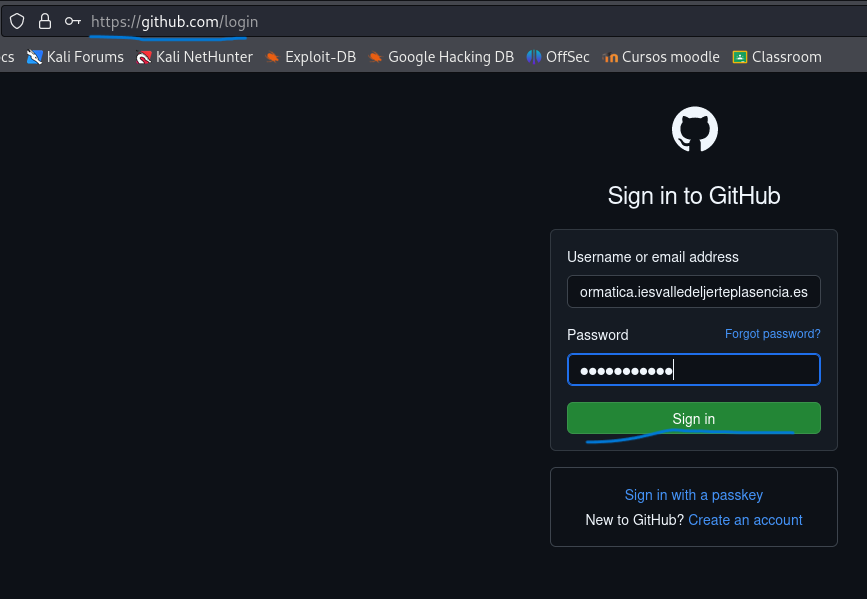 https://github.com/login
cs Kali Forums Kali NetHunter Exploit-DB Google Hacking DB OffSec Cursos moodle Classroom
Sign in to GitHub
Username or email address
ormatica.iesvalledeljerteplasencia.es
Password Forgot password?
●●●●●●●●●●●
Sign in
Sign in with a passkey
New to GitHub? Create an account